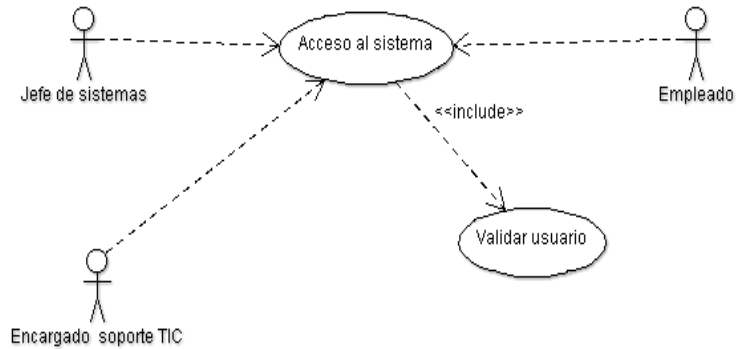 Acceso al sistema
Jefe de sistemas
Empleado
<<include>>
Validar usuario
Encargado soporte TIC